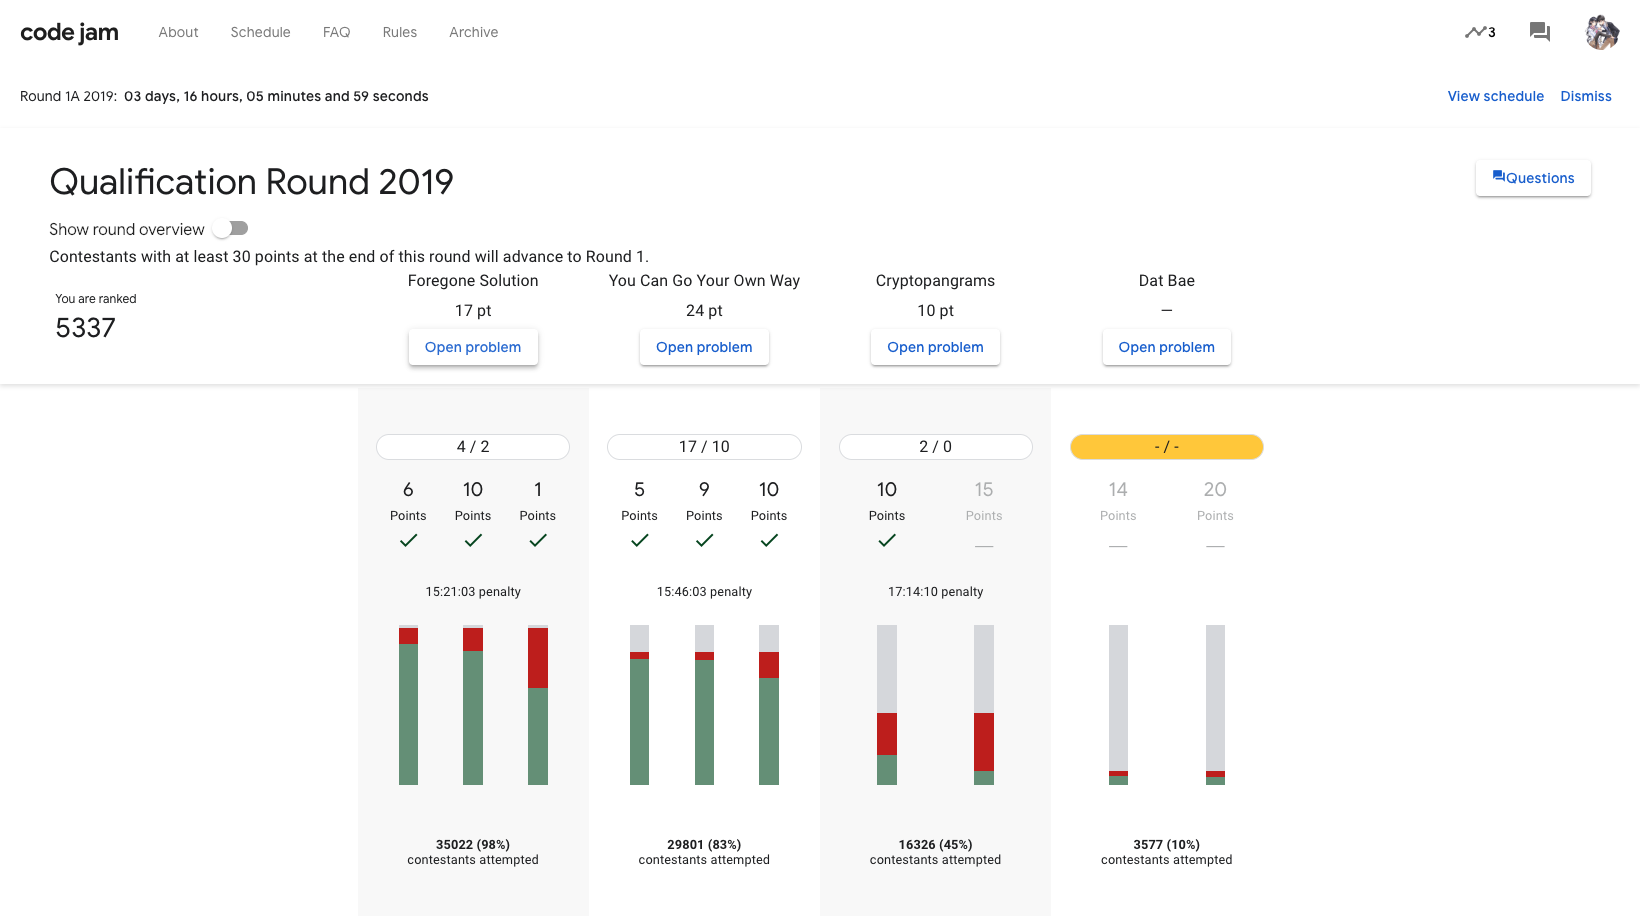 code jam About Schedule FAQ Rules Archive 3
Round 1A 2019: 03 days, 16 hours, 05 minutes and 59 seconds View schedule Dismiss
Qualification Round 2019 Questions
Show round overview
Contestants with at least 30 points at the end of this round will advance to Round 1.
Foregone Solution You Can Go Your Own Way Cryptopangrams Dat Bae
You are ranked
17 pt 24 pt 10 pt —
5337
Open problem Open problem Open problem Open problem
4 / 2 17 / 10 2 / 0 - / -
6 10 1 5 9 10 10 15 14 20
Points Points Points Points Points Points Points Points Points Points
15:21:03 penalty 15:46:03 penalty 17:14:10 penalty
35022 (98%) 29801 (83%) 16326 (45%) 3577 (10%)
contestants attempted contestants attempted contestants attempted contestants attempted